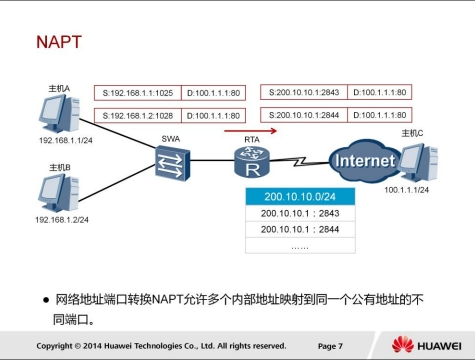 NAPT
主机A
S:192.168.1.1:1025 D:100.1.1.1:80 S:200.10.10.1:2843 D:100.1.1.1:80
S:192.168.1.2:1028 D:100.1.1.1:80 S:200.10.10.1:2844 D:100.1.1.1:80
192.168.1.1/24
SWA
RTA
主机C
R
Internet
100.1.1.1/24
主机B
192.168.1.2/24
200.10.10.0/24
200.10.10.1：2843
200.10.10.1：2844
……
● 网络地址端口转换NAPT允许多个内部地址映射到同一个公有地址的不
同端口。
Copyright © 2014 Huawei Technologies Co., Ltd. All rights reserved. Page 7 HUAWEI